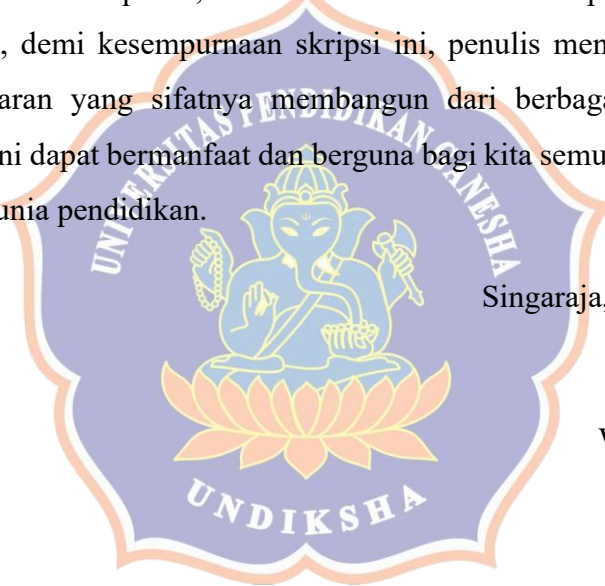 , demi kesempurnaan skripsi ini, penulis men
aran yang sifatnya membangun dari berbaga
ni dapat bermanfaat dan berguna bagi kita semu
unia pendidikan.
UNIVERSITAS PENDIDIKAN GANESHA
Singaraja,
UNDIKSHA